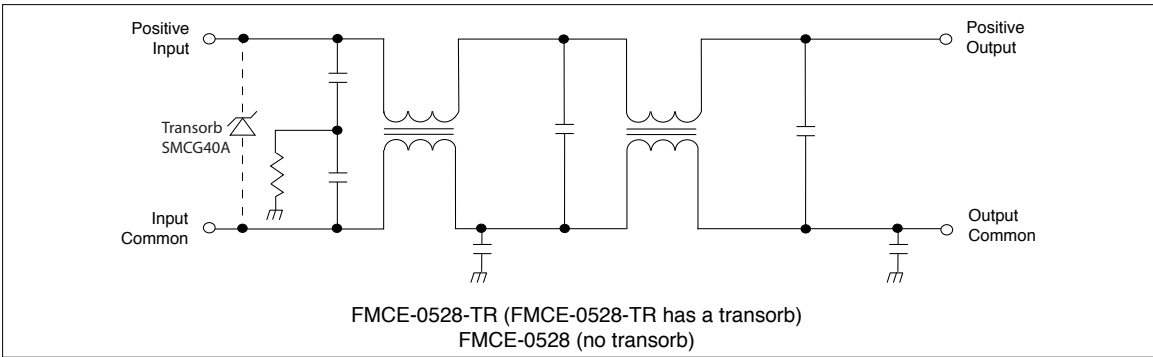 Positive
Input
Positive
Output
Transorb
SMCG40A
Input
Common
Output
Common
FMCE-0528-TR (FMCE-0528-TR has a transorb)
FMCE-0528 (no transorb)